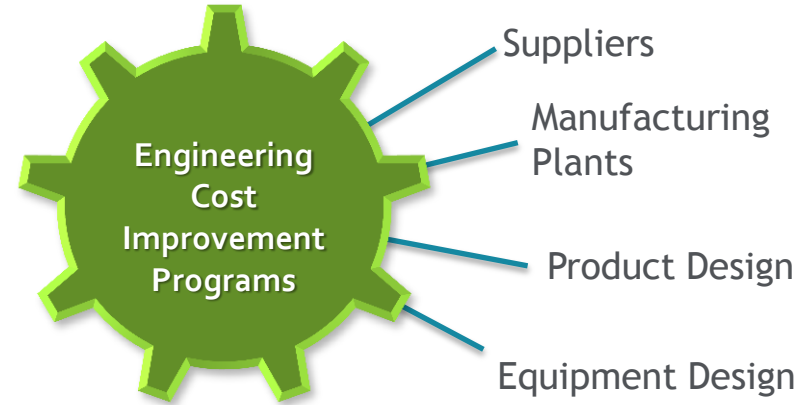 Engineering
Cost
Improvement
Programs
Suppliers
Manufacturing
Plants
Product Design
Equipment Design